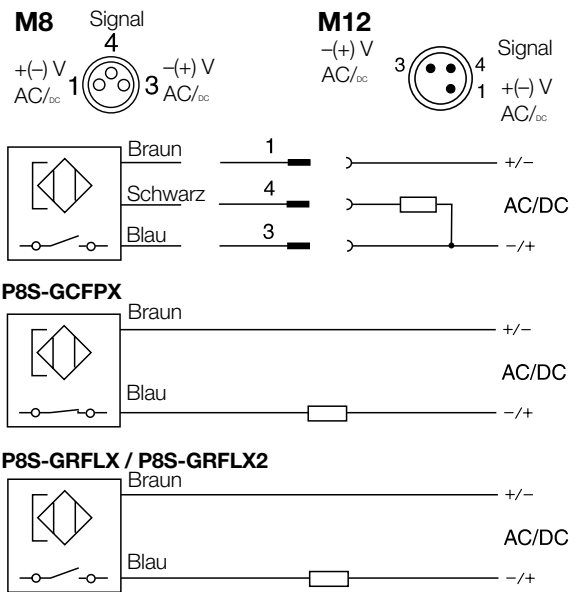 M8
Signal
4
+(–) V
AC/DC
1
3
–(+) V
AC/DC
M12
–(+) V
AC/DC
3
4
Signal
1
+(–) V
AC/DC
Braun
1
+/–
Schwarz
4
AC/DC
Blau
3
–/+
P8S-GCFPX
Braun
+/–
AC/DC
Blau
–/+
P8S-GRFLX / P8S-GRFLX2
Braun
+/–
AC/DC
Blau
–/+